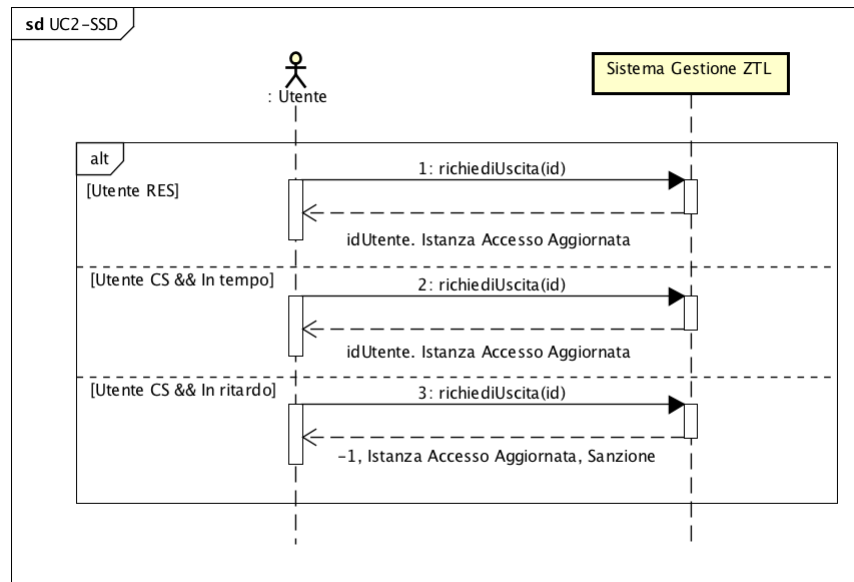 sd UC2-SSD
: Utente
Sistema Gestione ZTL
alt
[Utente RES]
1: richiediUscita(id)
idUtente. Istanza Accesso Aggiornata
[Utente CS && In tempo]
2: richiediUscita(id)
idUtente. Istanza Accesso Aggiornata
[Utente CS && In ritardo]
3: richiediUscita(id)
-1, Istanza Accesso Aggiornata, Sanzione